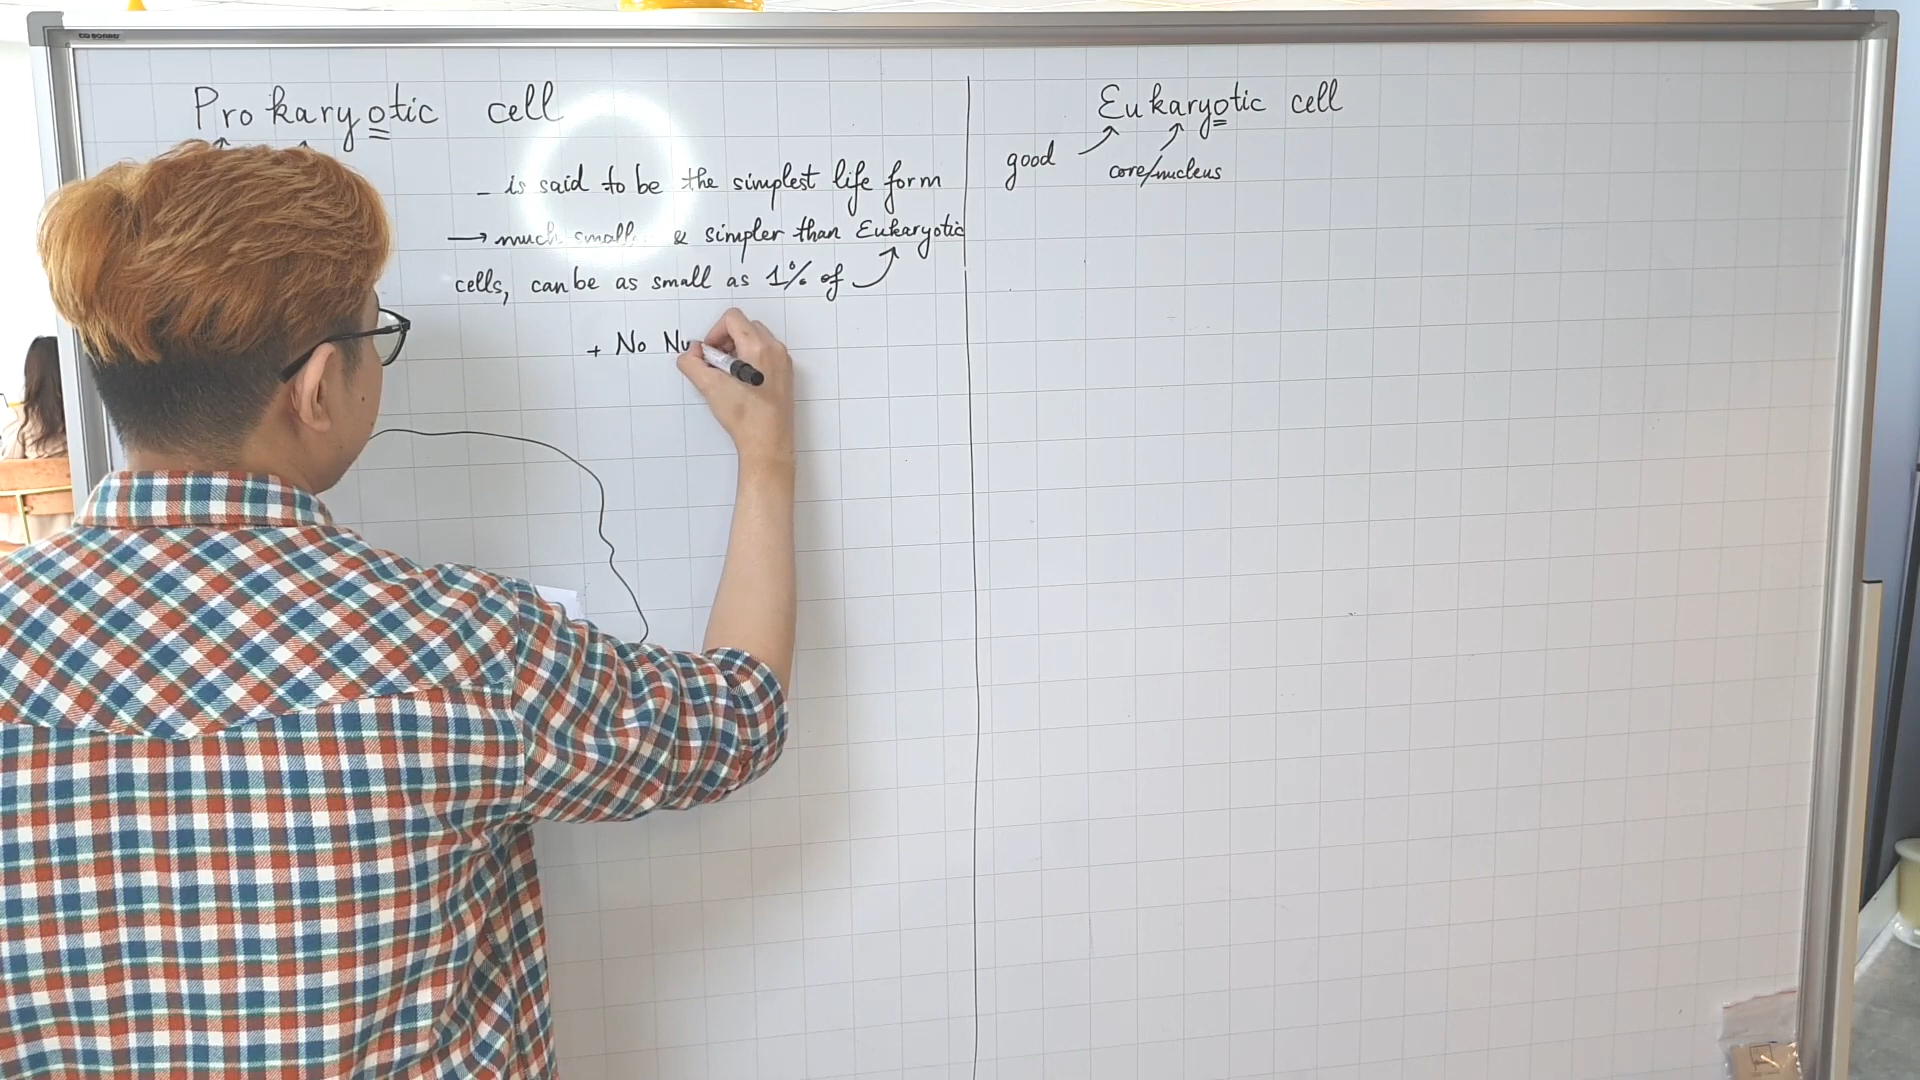 Prokaryotic cell
– is said to be the simplest life form
→ much small & simpler than Eukaryotic
cells, can be as small as 1% of
+ No Nu
Eukaryotic cell
good
core/nucleus